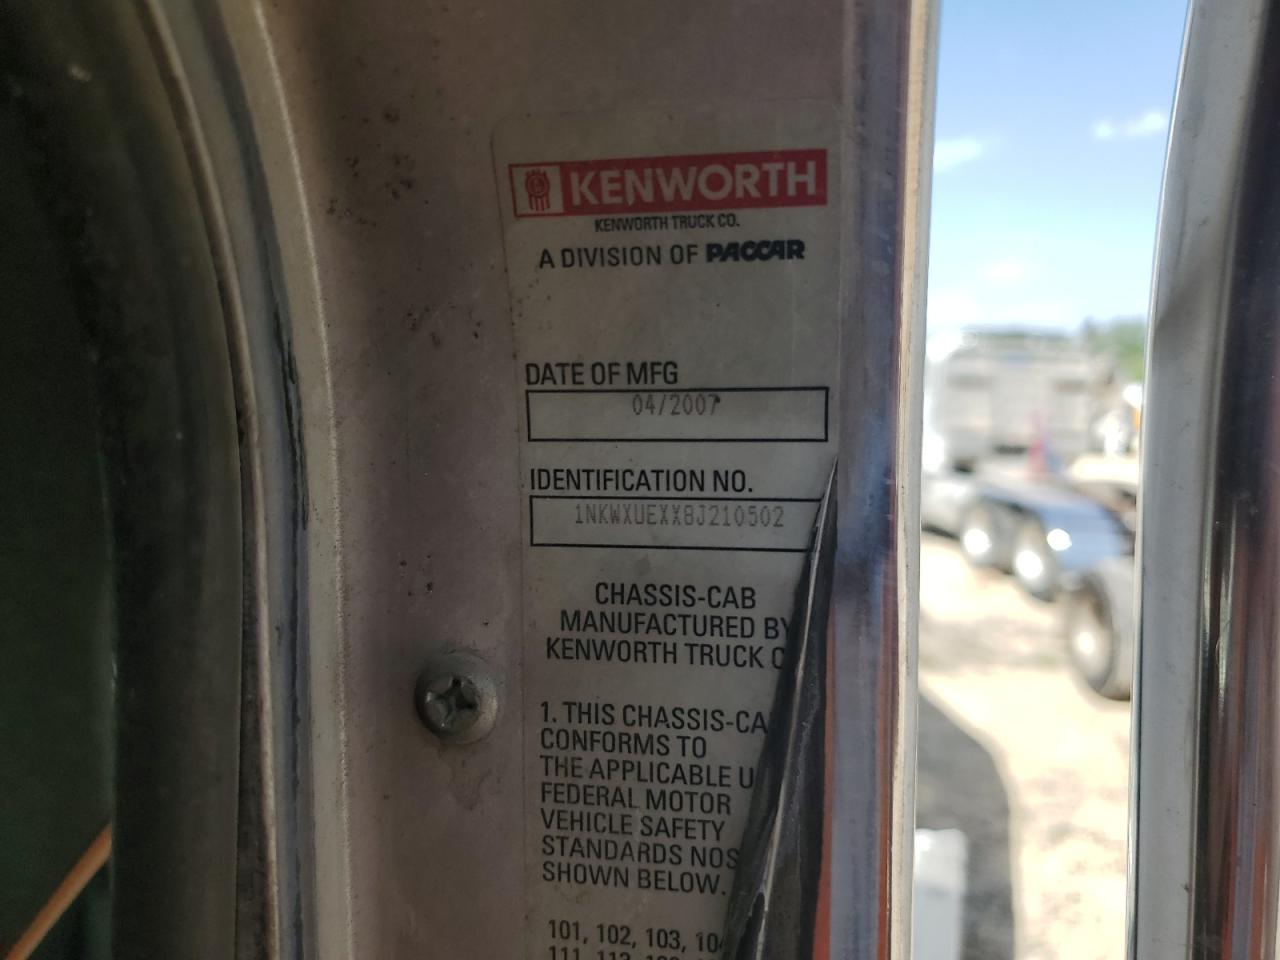 KENWORTH
KENWORTH TRUCK CO.
A DIVISION OF PACCAR
DATE OF MFG
04/2007
IDENTIFICATION NO.
1NKWXUEXX8J210502
CHASSIS-CAB
MANUFACTURED BY
KENWORTH TRUCK C
1. THIS CHASSIS-CA
CONFORMS TO
THE APPLICABLE U
FEDERAL MOTOR
VEHICLE SAFETY
STANDARDS NOS
SHOWN BELOW.
101, 102, 103, 104